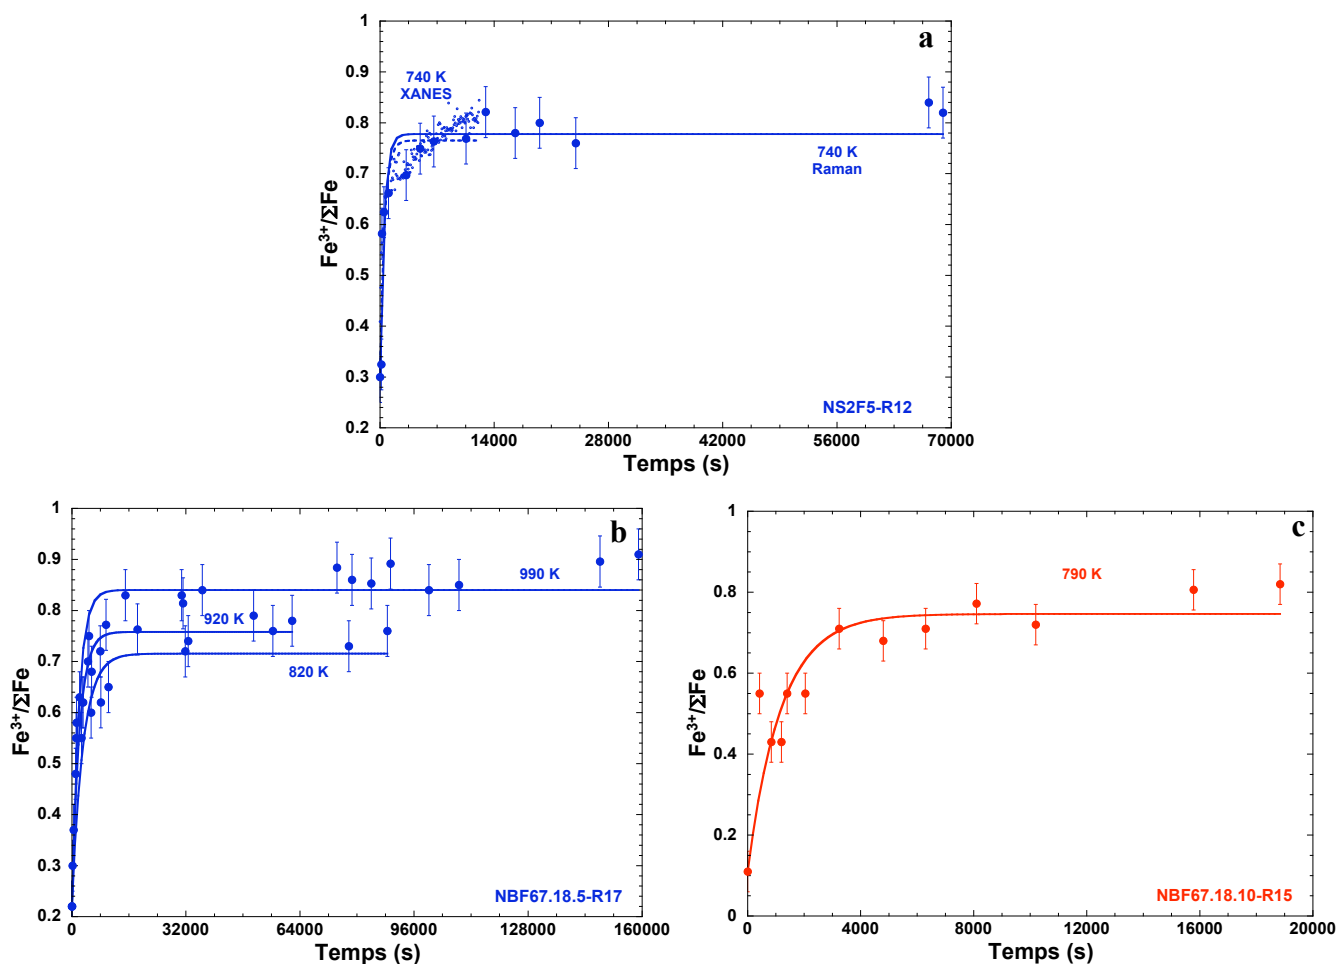 a
1
0.9
0.8
0.7
0.6
0.5
0.4
0.3
0.2
Fe³⁺/ΣFe
740 K
XANES
740 K
Raman
NS2F5-R12
0 14000 28000 42000 56000 70000
Temps (s)
b
1
0.9
0.8
0.7
0.6
0.5
0.4
0.3
0.2
Fe³⁺/ΣFe
990 K
920 K
820 K
NBF67.18.5-R17
0 32000 64000 96000 128000 160000
Temps (s)
c
1
0.8
0.6
0.4
0.2
0
Fe³⁺/ΣFe
790 K
NBF67.18.10-R15
0 4000 8000 12000 16000 20000
Temps (s)